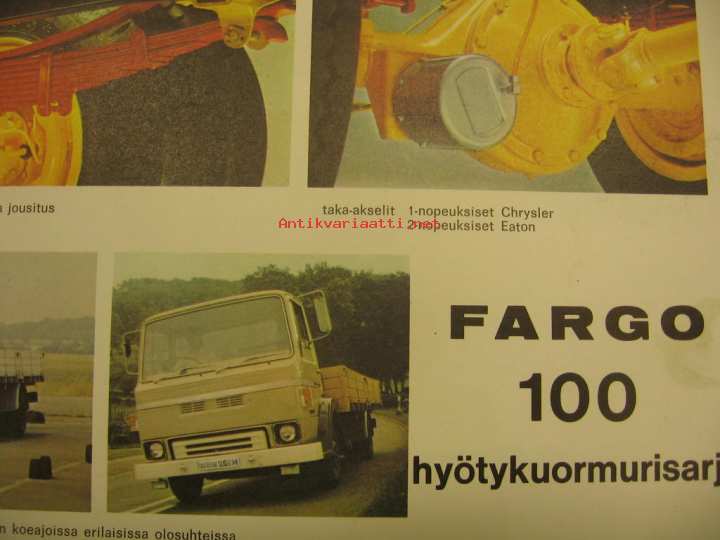 jousitus
taka-akselit 1-nopeuksiset Chrysler
2-nopeuksiset Eaton
Antikvariaatti.net
FARGO
100
hyötykuormurisarj
n koeajoissa erilaisissa olosuhteissa